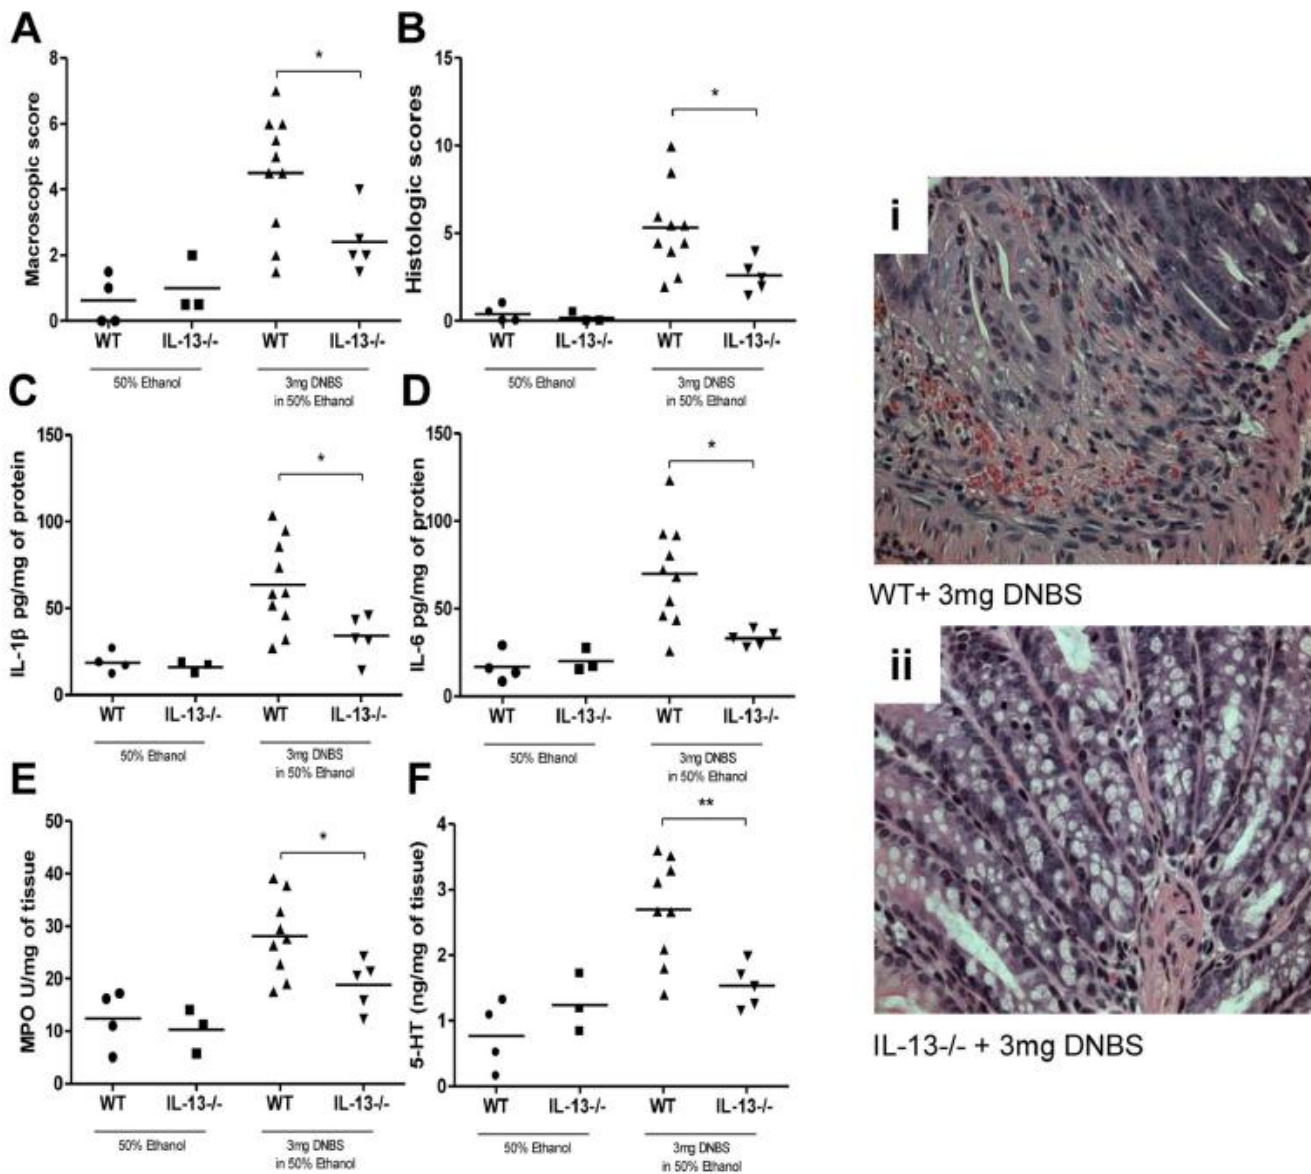 A
Macroscopic score
8
6
4
2
0
*
WT IL-13-/- WT IL-13-/-
50% Ethanol
3mg DNBS
in 50% Ethanol
B
Histologic scores
15
10
5
0
*
WT IL-13-/- WT IL-13-/-
50% Ethanol
3mg DNBS
in 50% Ethanol
C
IL-1β pg/mg of protein
150
100
50
0
*
WT IL-13-/- WT IL-13-/-
50% Ethanol
3mg DNBS
in 50% Ethanol
D
IL-6 pg/mg of protien
150
100
50
0
*
WT IL-13-/- WT IL-13-/-
50% Ethanol
3mg DNBS
in 50% Ethanol
E
MPO U/mg of tissue
50
40
30
20
10
0
*
WT IL-13-/- WT IL-13-/-
50% Ethanol
3mg DNBS
in 50% Ethanol
F
5-HT (ng/mg of tissue)
4
3
2
1
0
**
WT IL-13-/- WT IL-13-/-
50% Ethanol
3mg DNBS
in 50% Ethanol
i
WT+ 3mg DNBS
ii
IL-13-/- + 3mg DNBS